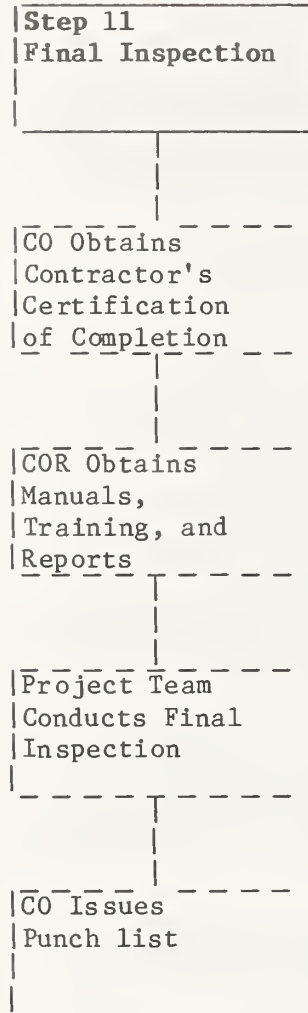 Step 11
Final Inspection
CO Obtains
Contractor's
Certification
of Completion
COR Obtains
Manuals,
Training, and
Reports
Project Team
Conducts Final
Inspection
CO Issues
Punch list